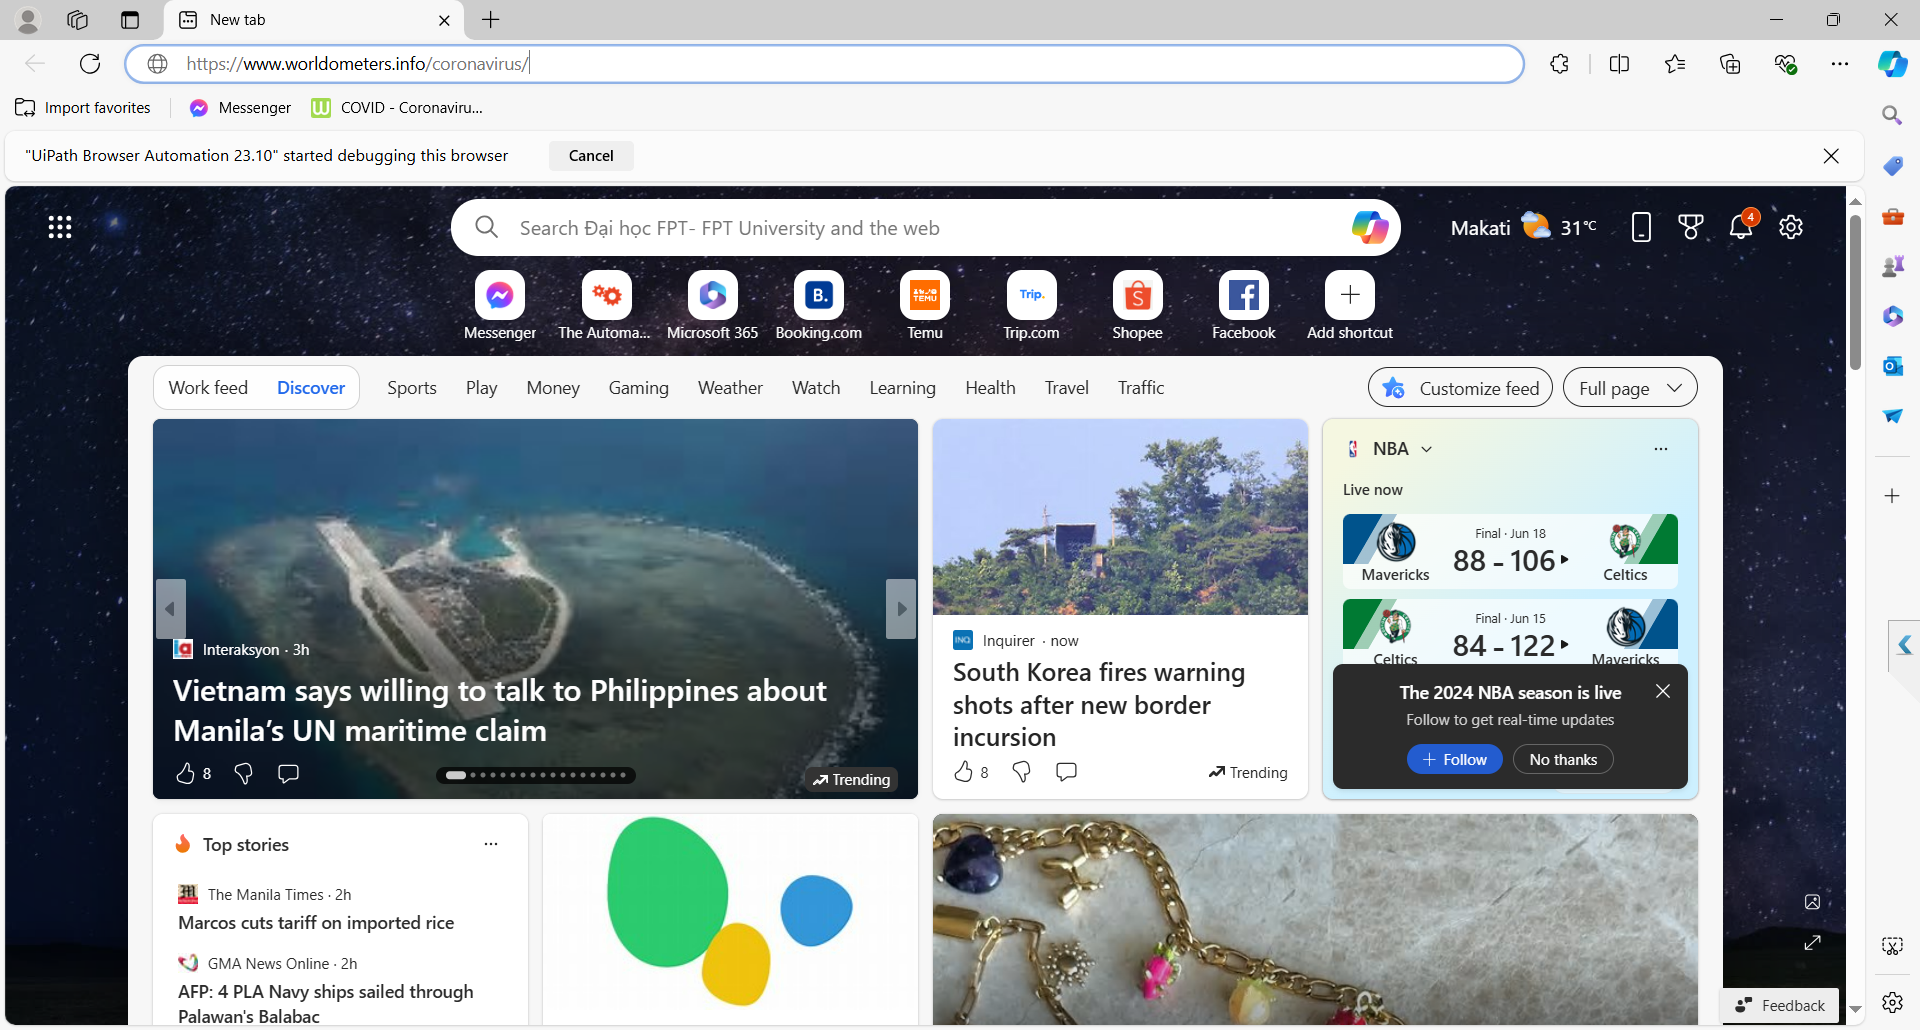 New tab
https://www.worldometers.info/coronavirus/
Import favorites
Messenger
COVID - Coronaviru...
"UiPath Browser Automation 23.10" started debugging this browser
Cancel
Search Đại học FPT- FPT University and the web
Makati
31°C
4
Messenger
The Automa...
Microsoft 365
B.
Booking.com
TEMU
Temu
Trip.
Trip.com
Shopee
Facebook
Add shortcut
Work feed
Discover
Sports
Play
Money
Gaming
Weather
Watch
Learning
Health
Travel
Traffic
Customize feed
Full page
Interaksyon · 3h
Vietnam says willing to talk to Philippines about
Manila’s UN maritime claim
8
Trending
INQ
Inquirer · now
South Korea fires warning
shots after new border
incursion
8
Trending
NBA
Live now
Final · Jun 18
88 - 106
Mavericks
Celtics
Final · Jun 15
84 - 122
Celtics
Mavericks
The 2024 NBA season is live
Follow to get real-time updates
Follow
No thanks
Top stories
The Manila Times · 2h
Marcos cuts tariff on imported rice
GMA News Online · 2h
AFP: 4 PLA Navy ships sailed through
Palawan's Balabac
Feedback